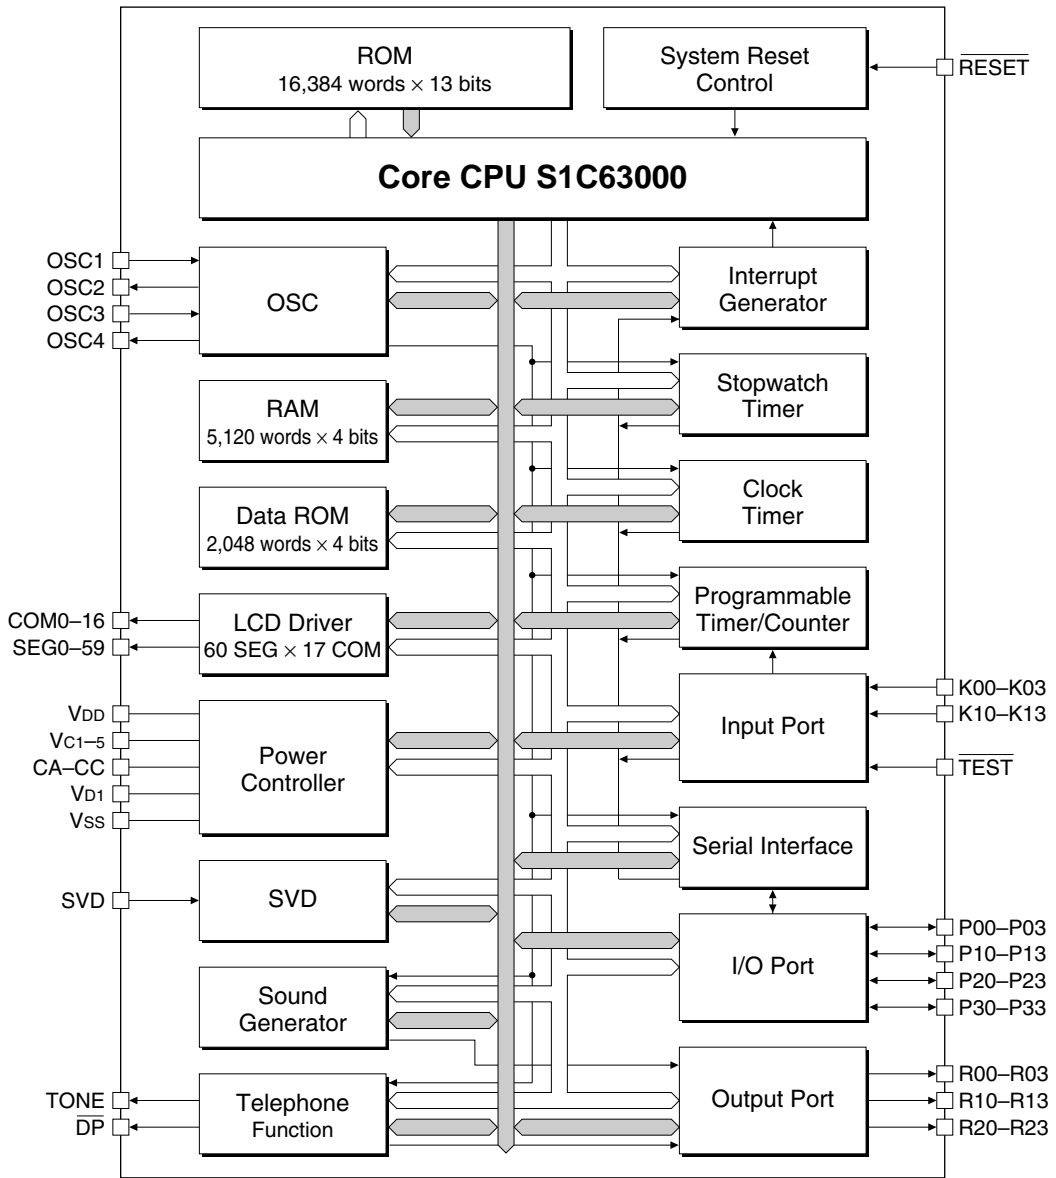 ROM
16,384 words × 13 bits
System Reset
Control
RESET
Core CPU S1C63000
OSC1
OSC2
OSC3
OSC4
OSC
Interrupt
Generator
RAM
5,120 words × 4 bits
Stopwatch
Timer
Data ROM
2,048 words × 4 bits
Clock
Timer
COM0–16
SEG0–59
LCD Driver
60 SEG × 17 COM
Programmable
Timer/Counter
VDD
VC1–5
CA–CC
VD1
VSS
Power
Controller
Input Port
K00–K03
K10–K13
TEST
Serial Interface
SVD
SVD
I/O Port
P00–P03
P10–P13
P20–P23
P30–P33
Sound
Generator
TONE
DP
Telephone
Function
Output Port
R00–R03
R10–R13
R20–R23